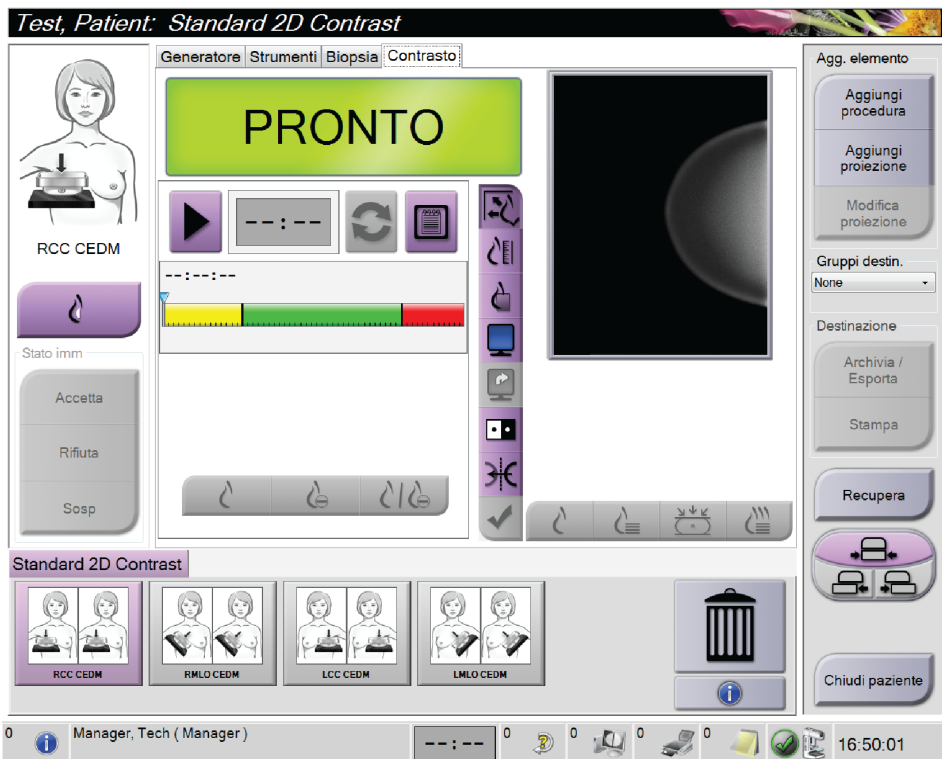 Test, Patient: Standard 2D Contrast
Generatore Strumenti Biopsia Contrasto
PRONTO
--:--
--:--:--
RCC CEDM
Stato imm
Accetta
Rifiuta
Sosp
Agg. elemento
Aggiungi
procedura
Aggiungi
proiezione
Modifica
proiezione
Gruppi destin.
None
Destinazione
Archivia /
Esporta
Stampa
Recupera
Chiudi paziente
Standard 2D Contrast
RCC CEDM
RMLO CEDM
LCC CEDM
LMLO CEDM
0 Manager, Tech ( Manager ) --:-- 0 0 0 0 16:50:01